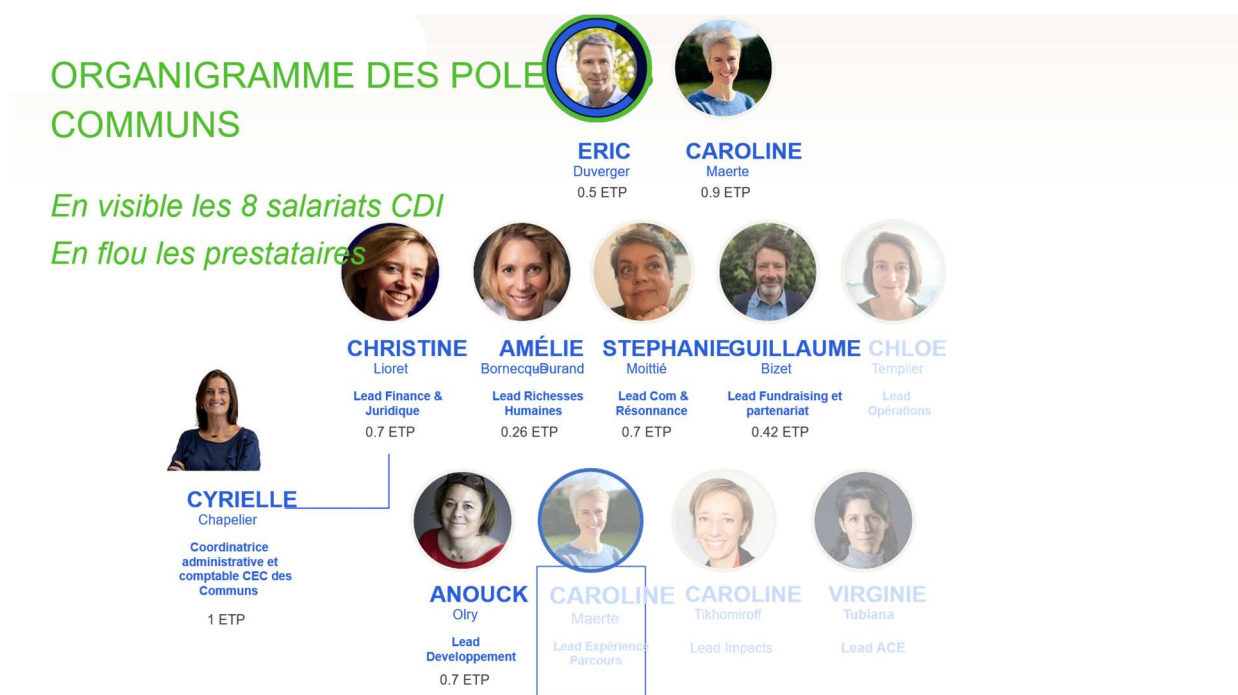 ORGANIGRAMME DES POLE S
COMMUNS
En visible les 8 salariats CDI
En flou les prestataires
ERIC
Duverger
0.5 ETP
CAROLINE
Maerte
0.9 ETP
CHRISTINE
Lioret
Lead Finance &
Juridique
0.7 ETP
AMÉLIE
Bornecque-Durand
Lead Richesses
Humaines
0.26 ETP
STEPHANIE
Moittié
Lead Com &
Résonnance
0.7 ETP
GUILLAUME
Bizet
Lead Fundraising et
partenariat
0.42 ETP
CHLOE
Templier
Lead
Opérations
CYRIELLE
Chapelier
Coordinatrice
administrative et
comptable CEC des
Communs
1 ETP
ANOUCK
Olry
Lead
Developpement
0.7 ETP
CAROLINE
Maerte
Lead Expérience
Parcours
CAROLINE
Tikhomiroff
Lead Impacts
VIRGINIE
Tubiana
Lead ACE